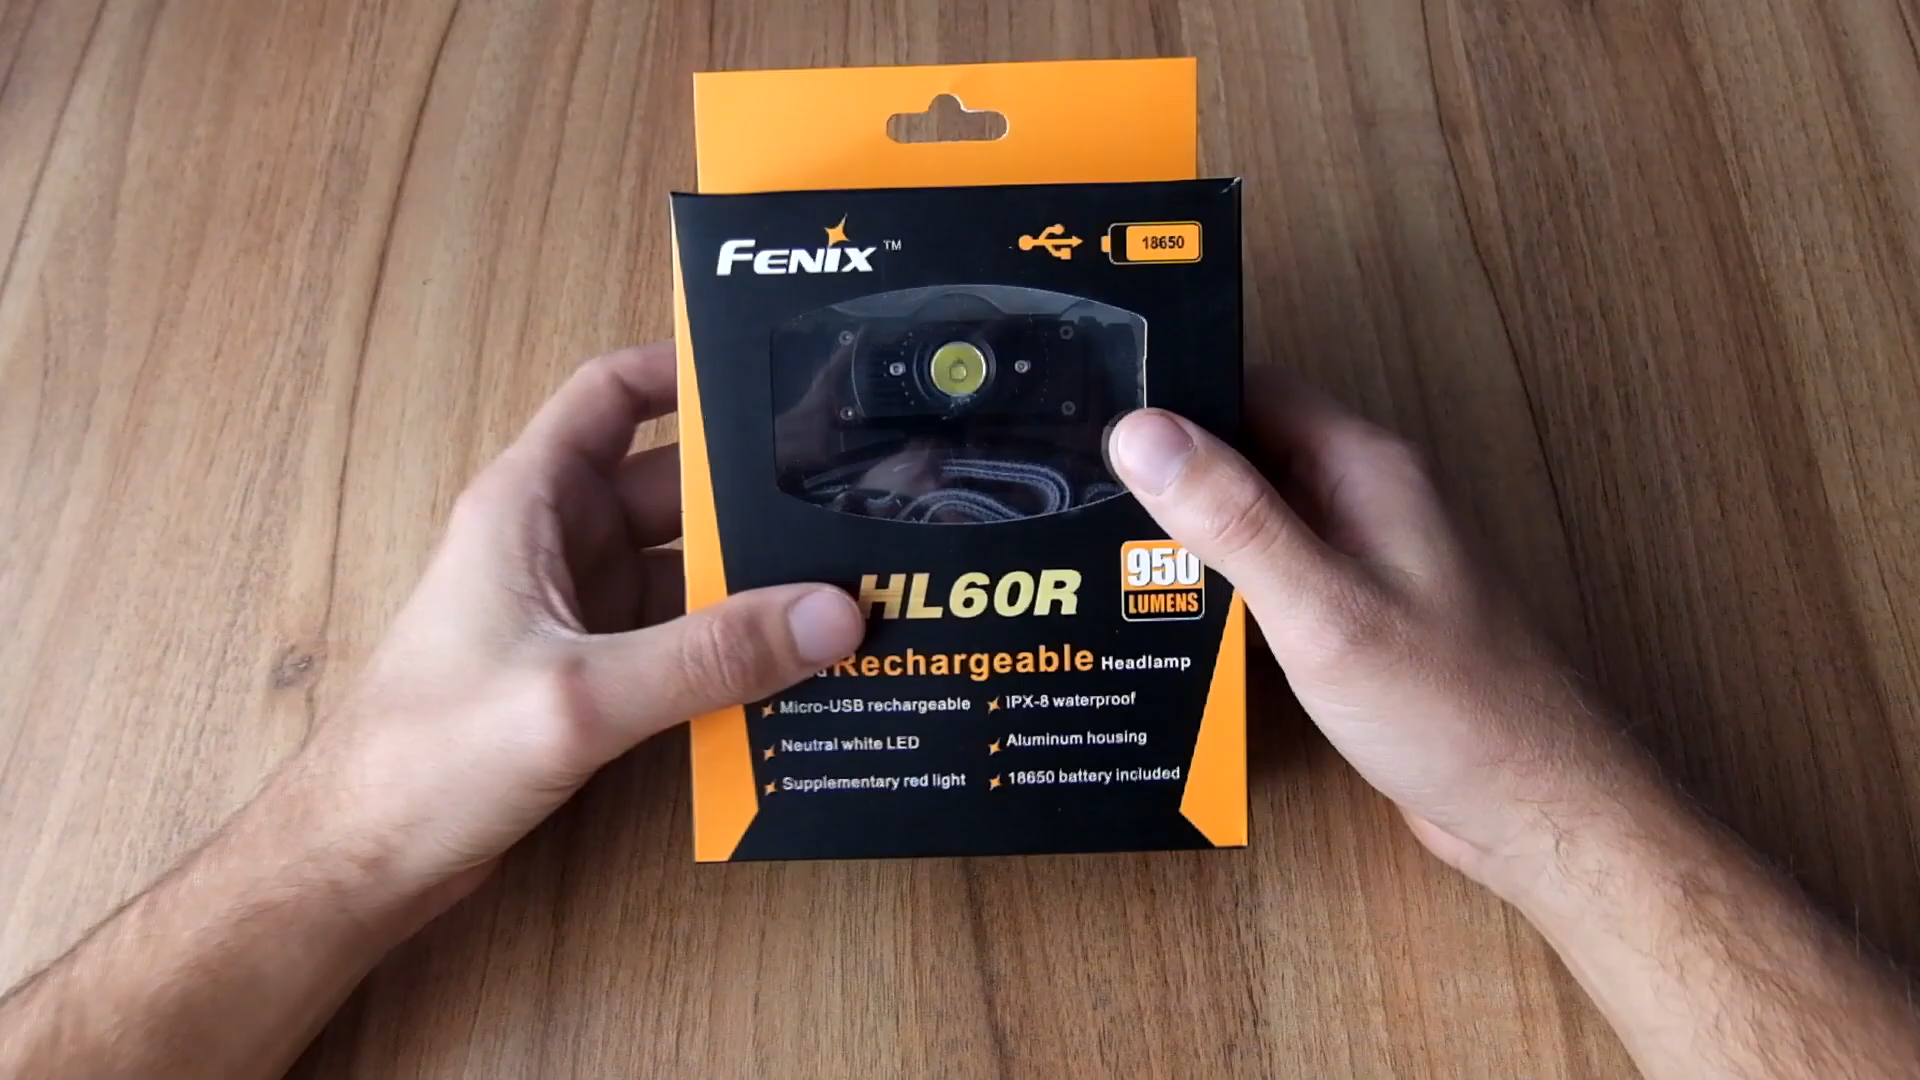 FENIX™
18650
HL60R
950
LUMENS
Rechargeable Headlamp
Micro-USB rechargeable
IPX-8 waterproof
Neutral white LED
Aluminum housing
Supplementary red light
18650 battery included